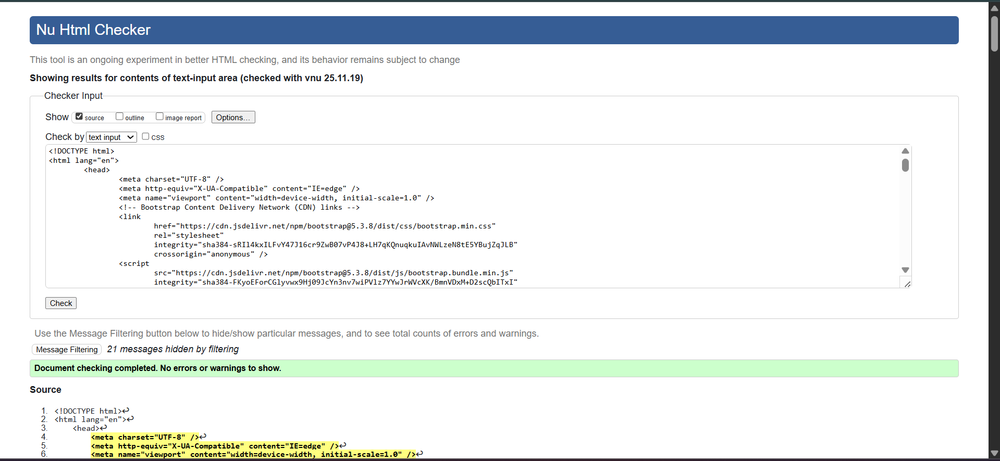 Nu Html Checker
This tool is an ongoing experiment in better HTML checking, and its behavior remains subject to change
Showing results for contents of text-input area (checked with vnu 25.11.19)
Checker Input
Show source outline image report Options...
Check by text input css
<!DOCTYPE html>
<html lang="en">
<head>
<meta charset="UTF-8" />
<meta http-equiv="X-UA-Compatible" content="IE=edge" />
<meta name="viewport" content="width=device-width, initial-scale=1.0" />
<!-- Bootstrap Content Delivery Network (CDN) links -->
<link
href="https://cdn.jsdelivr.net/npm/bootstrap@5.3.8/dist/css/bootstrap.min.css"
rel="stylesheet"
integrity="sha384-sRIl4kxILFvY47J16cr9ZwB07vP4J8+LH7qKQnuqkuIAvNWLzeN8tE5YBujZqJLB"
crossorigin="anonymous" />
<script
src="https://cdn.jsdelivr.net/npm/bootstrap@5.3.8/dist/js/bootstrap.bundle.min.js"
integrity="sha384-FKyoEForCGlyvwx9Hj09JcYn3nv7wiPVlz7YYwJrWVcXK/BmnVDxM+D2scQbITxI"
Check
Use the Message Filtering button below to hide/show particular messages, and to see total counts of errors and warnings.
Message Filtering 21 messages hidden by filtering
Document checking completed. No errors or warnings to show.
Source
1. <!DOCTYPE html>↩
2. <html lang="en">↩
3. <head>↩
4. <meta charset="UTF-8" />↩
5. <meta http-equiv="X-UA-Compatible" content="IE=edge" />↩
6. <meta name="viewport" content="width=device-width, initial-scale=1.0" />↩